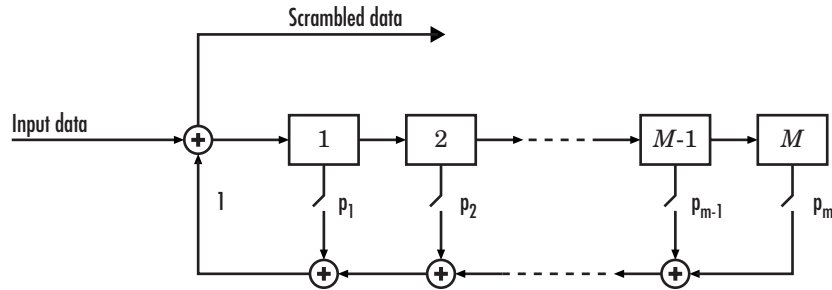 Scrambled data
Input data
1
2
M-1
M
1
p1
p2
pm-1
pm